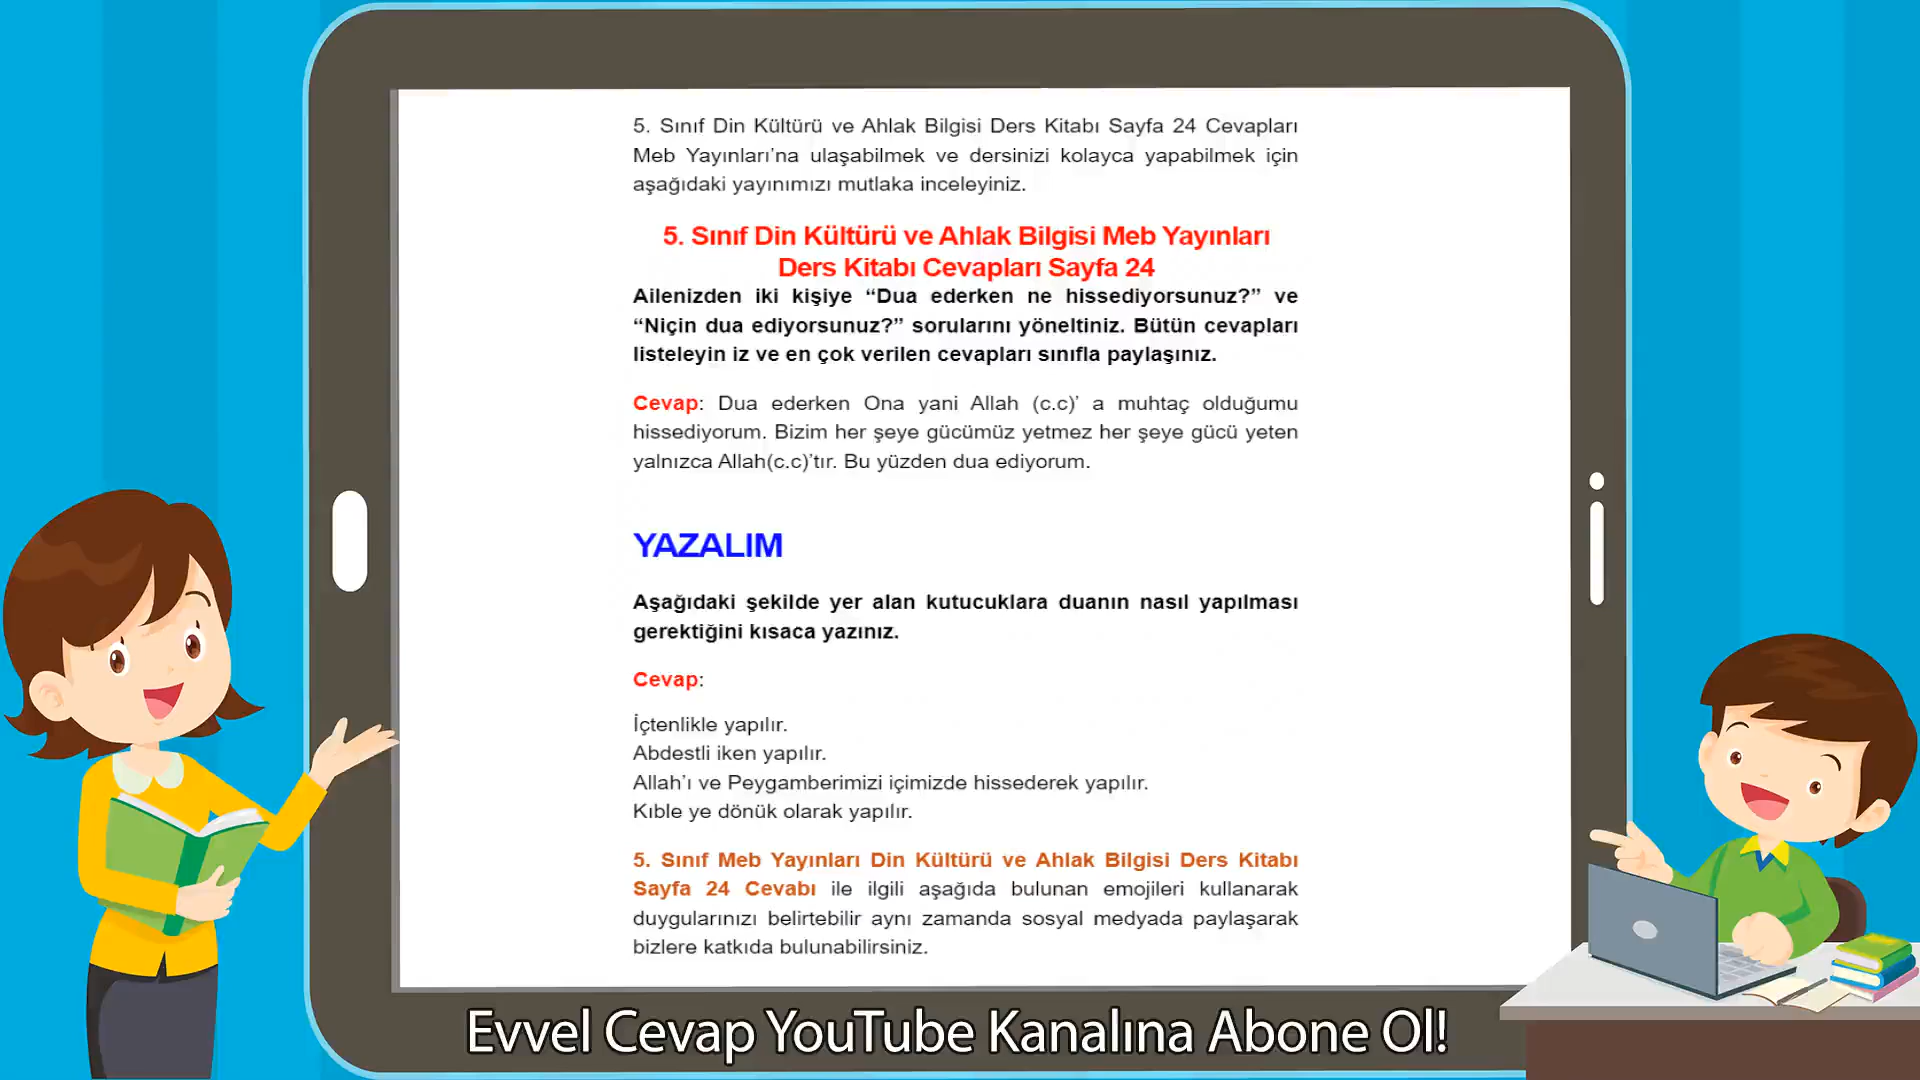 5. Sınıf Din Kültürü ve Ahlak Bilgisi Ders Kitabı Sayfa 24 Cevapları
Meb Yayınları’na ulaşabilmek ve dersinizi kolayca yapabilmek için
aşağıdaki yayınımızı mutlaka inceleyiniz.
5. Sınıf Din Kültürü ve Ahlak Bilgisi Meb Yayınları
Ders Kitabı Cevapları Sayfa 24
Ailenizden iki kişiye “Dua ederken ne hissediyorsunuz?” ve
“Niçin dua ediyorsunuz?” sorularını yöneltiniz. Bütün cevapları
listeleyin iz ve en çok verilen cevapları sınıfla paylaşınız.
Cevap: Dua ederken Ona yani Allah (c.c)’ a muhtaç olduğumu
hissediyorum. Bizim her şeye gücümüz yetmez her şeye gücü yeten
yalnızca Allah(c.c)’tır. Bu yüzden dua ediyorum.
YAZALIM
Aşağıdaki şekilde yer alan kutucuklara duanın nasıl yapılması
gerektiğini kısaca yazınız.
Cevap:
İçtenlikle yapılır.
Abdestli iken yapılır.
Allah’ı ve Peygamberimizi içimizde hissederek yapılır.
Kıble ye dönük olarak yapılır.
5. Sınıf Meb Yayınları Din Kültürü ve Ahlak Bilgisi Ders Kitabı
Sayfa 24 Cevabı ile ilgili aşağıda bulunan emojileri kullanarak
duygularınızı belirtebilir aynı zamanda sosyal medyada paylaşarak
bizlere katkıda bulunabilirsiniz.
Evvel Cevap YouTube Kanalına Abone Ol!